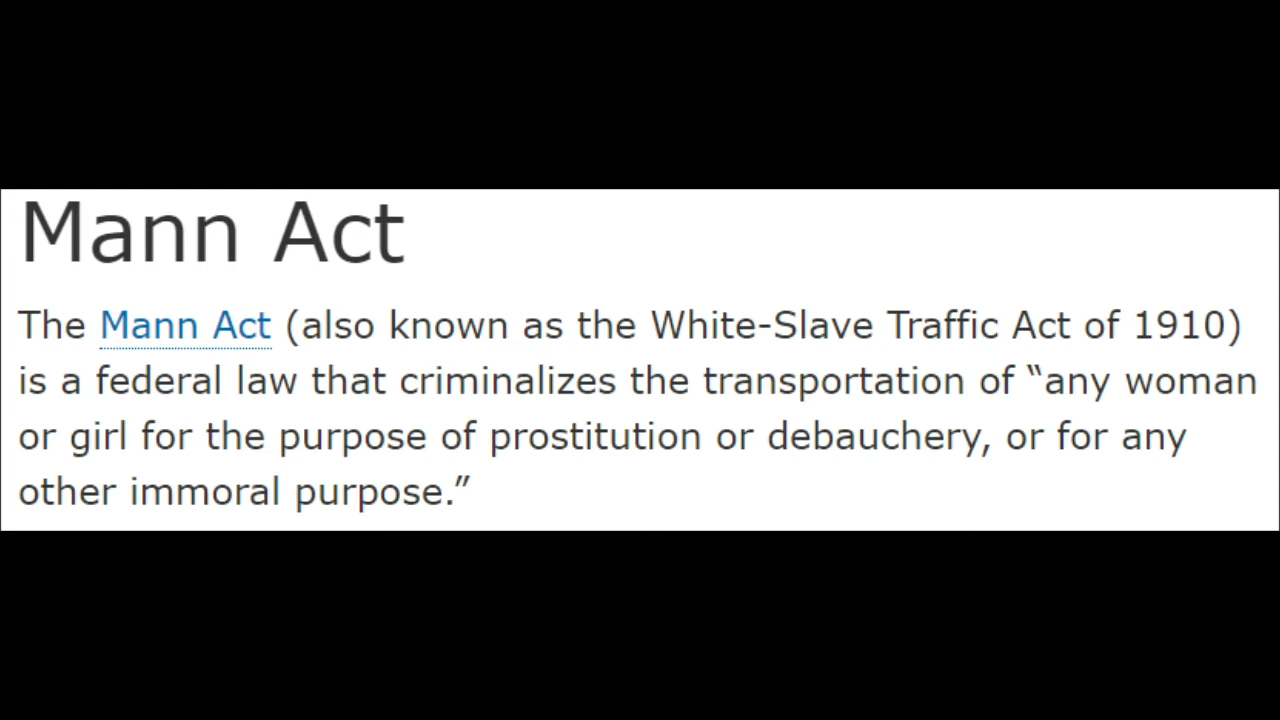 Mann Act
The Mann Act (also known as the White-Slave Traffic Act of 1910)
is a federal law that criminalizes the transportation of “any woman
or girl for the purpose of prostitution or debauchery, or for any
other immoral purpose.”